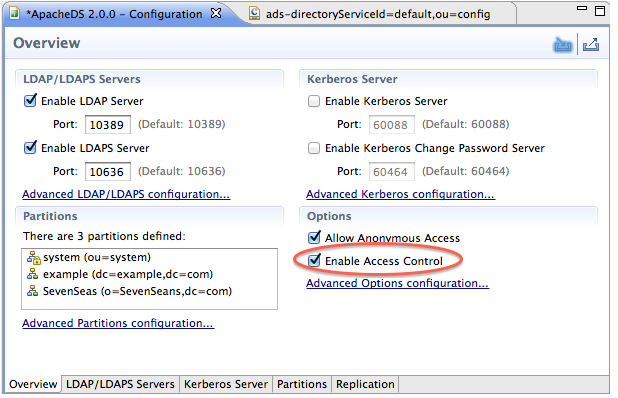 *ApacheDS 2.0.0 - Configuration
ads-directoryServiceId=default,ou=config
Overview
LDAP/LDAPS Servers
Enable LDAP Server
Port: 10389 (Default: 10389)
Enable LDAPS Server
Port: 10636 (Default: 10636)
Advanced LDAP/LDAPS configuration...
Kerberos Server
Enable Kerberos Server
Port: 60088 (Default: 60088)
Enable Kerberos Change Password Server
Port: 60464 (Default: 60464)
Advanced Kerberos configuration...
Partitions
There are 3 partitions defined:
system (ou=system)
example (dc=example,dc=com)
SevenSeas (o=SevenSeans,dc=com)
Advanced Partitions configuration...
Options
Allow Anonymous Access
Enable Access Control
Advanced Options configuration...
Overview LDAP/LDAPS Servers Kerberos Server Partitions Replication